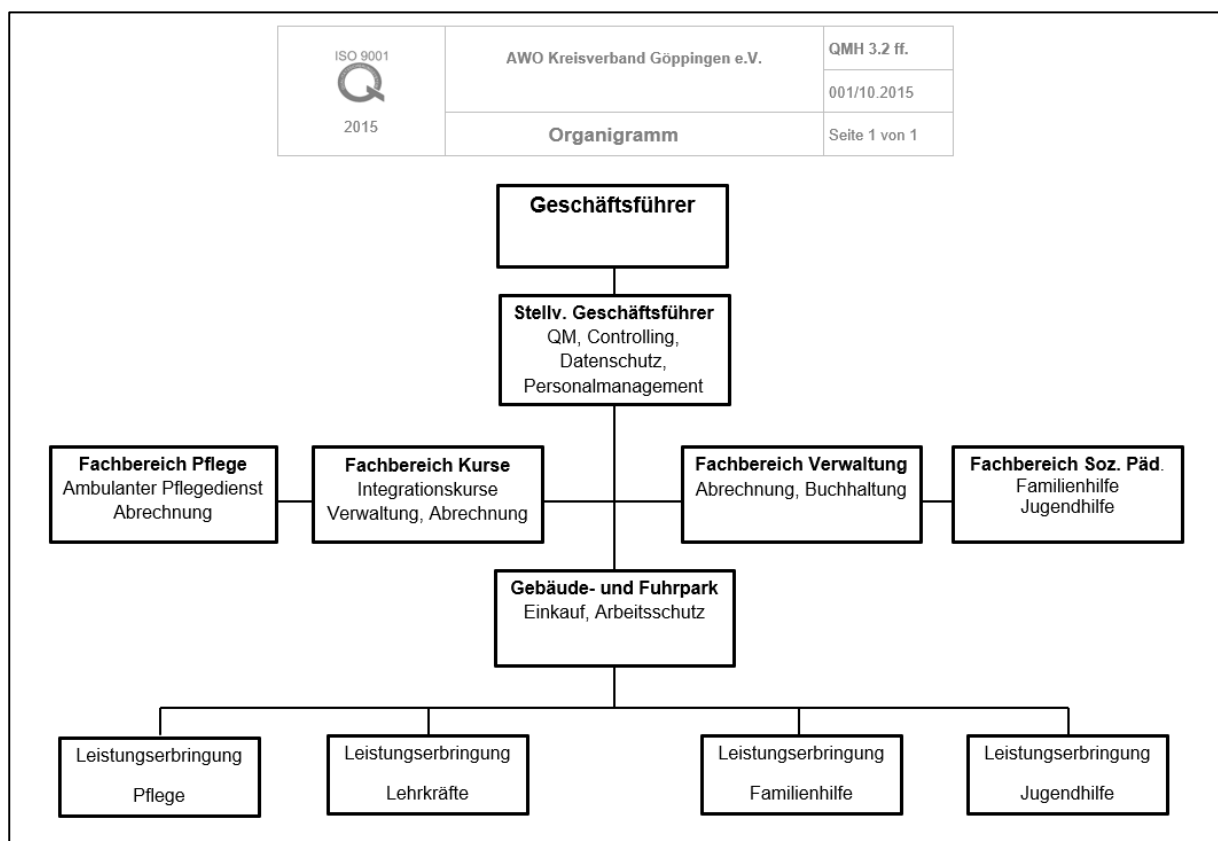 ISO 9001
Q
2015
AWO Kreisverband Göppingen e.V.
QMH 3.2 ff.
001/10.2015
Organigramm
Seite 1 von 1
Geschäftsführer
Stellv. Geschäftsführer
QM, Controlling,
Datenschutz,
Personalmanagement
Fachbereich Pflege
Ambulanter Pflegedienst
Abrechnung
Fachbereich Kurse
Integrationskurse
Verwaltung, Abrechnung
Fachbereich Verwaltung
Abrechnung, Buchhaltung
Fachbereich Soz. Päd.
Familienhilfe
Jugendhilfe
Gebäude- und Fuhrpark
Einkauf, Arbeitsschutz
Leistungserbringung
Pflege
Leistungserbringung
Lehrkräfte
Leistungserbringung
Familienhilfe
Leistungserbringung
Jugendhilfe